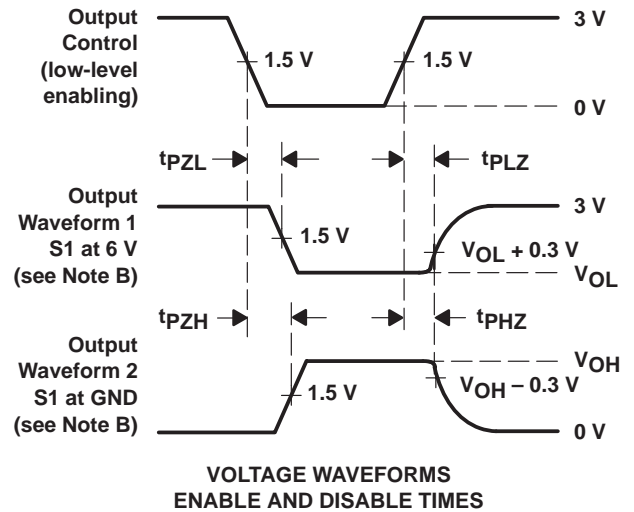 Output
Control
(low-level
enabling)
3 V
1.5 V
1.5 V
0 V
tPZL
tPLZ
Output
Waveform 1
S1 at 6 V
(see Note B)
3 V
1.5 V
VOL + 0.3 V
VOL
tPZH
tPHZ
Output
Waveform 2
S1 at GND
(see Note B)
VOH
1.5 V
VOH – 0.3 V
0 V
VOLTAGE WAVEFORMS
ENABLE AND DISABLE TIMES